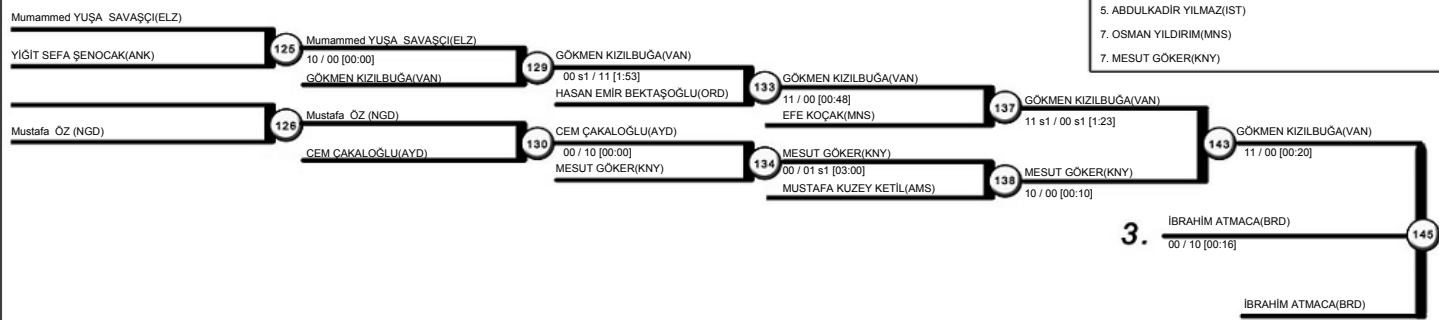 5. ABDULKADİR YILMAZ(IST)
7. OSMAN YILDIRIM(MNS)
7. MESUT GÖKER(KNY)
Mumammed YUŞA SAVAŞÇI(ELZ)
YİĞİT SEFA ŞENOCAK(ANK)
125
Mumammed YUŞA SAVAŞÇI(ELZ)
10 / 00 [00:00]
GÖKMEN KIZILBUĞA(VAN)
129
GÖKMEN KIZILBUĞA(VAN)
00 s1 / 11 [1:53]
HASAN EMİR BEKTAŞOĞLU(ORD)
133
GÖKMEN KIZILBUĞA(VAN)
11 / 00 [00:48]
EFE KOÇAK(MNS)
137
GÖKMEN KIZILBUĞA(VAN)
11 s1 / 00 s1 [1:23]
Mustafa ÖZ (NGD)
126
Mustafa ÖZ (NGD)
CEM ÇAKALOĞLU(AYD)
130
CEM ÇAKALOĞLU(AYD)
00 / 10 [00:00]
MESUT GÖKER(KNY)
134
MESUT GÖKER(KNY)
00 / 01 s1 [03:00]
MUSTAFA KUZEY KETİL(AMS)
138
MESUT GÖKER(KNY)
10 / 00 [00:10]
143
GÖKMEN KIZILBUĞA(VAN)
11 / 00 [00:20]
3.
İBRAHİM ATMACA(BRD)
00 / 10 [00:16]
145
İBRAHİM ATMACA(BRD)